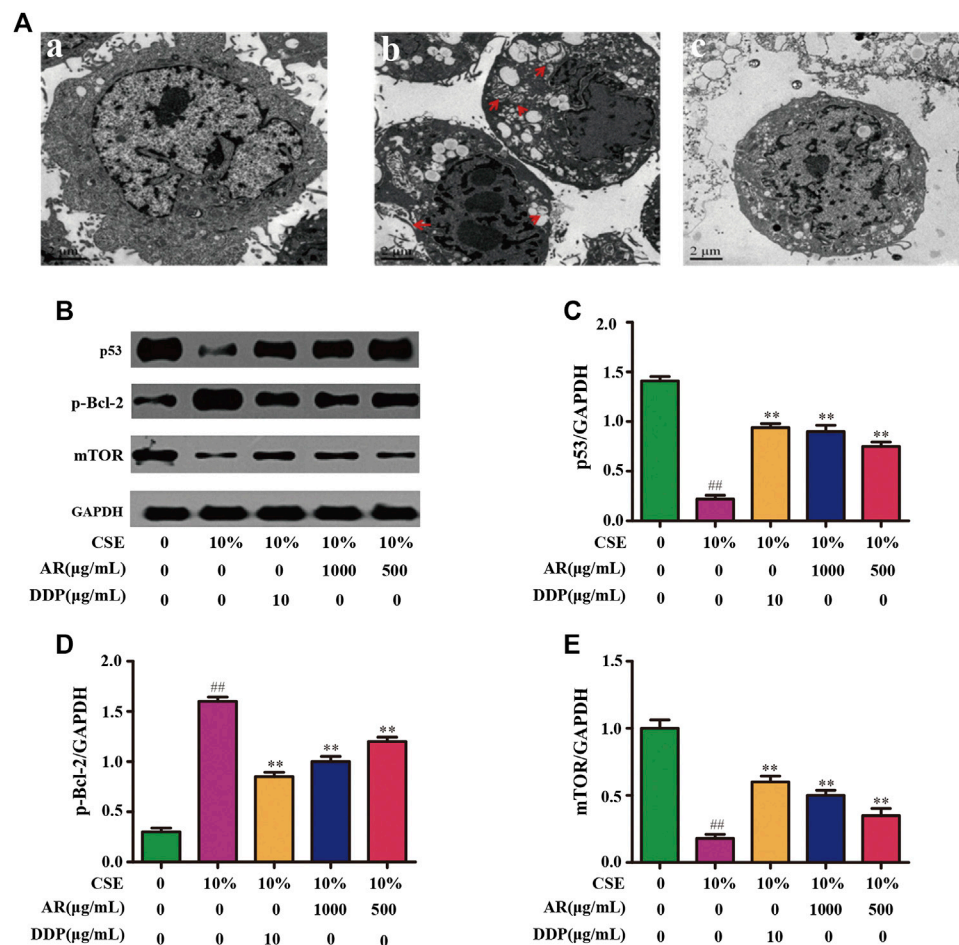 A
a
b
c
2 μm
2 μm
2 μm
B
p53
p-Bcl-2
mTOR
GAPDH
CSE 0 10% 10% 10% 10%
AR(μg/mL) 0 0 0 1000 500
DDP(μg/mL) 0 0 10 0 0
C
p53/GAPDH
2.0
1.5
1.0
0.5
0.0
##
**
**
**
CSE 0 10% 10% 10% 10%
AR(μg/mL) 0 0 0 1000 500
DDP(μg/mL) 0 0 10 0 0
D
p-Bcl-2/GAPDH
2.0
1.5
1.0
0.5
0.0
##
**
**
**
CSE 0 10% 10% 10% 10%
AR(μg/mL) 0 0 0 1000 500
DDP(μg/mL) 0 0 10 0 0
E
mTOR/GAPDH
1.5
1.0
0.5
0.0
##
**
**
**
CSE 0 10% 10% 10% 10%
AR(μg/mL) 0 0 0 1000 500
DDP(μg/mL) 0 0 10 0 0